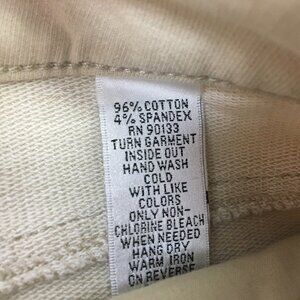 96% COTTON
4% SPANDEX
RN 90133
TURN GARMENT
INSIDE OUT
HAND WASH
COLD
WITH LIKE
COLORS
ONLY NON-
CHLORINE BLEACH
WHEN NEEDED
HANG DRY
WARM IRON
ON REVERSE